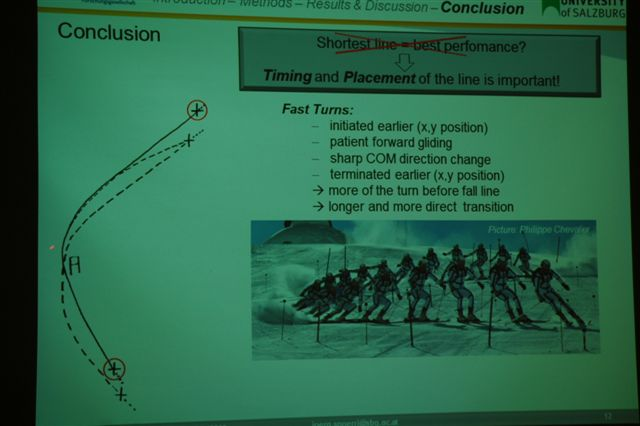 Introduction – Methods – Results & Discussion – Conclusion
UNIVERSITY
of SALZBURG
Conclusion
Shortest line = best perfomance?
Timing and Placement of the line is important!
Fast Turns:
– initiated earlier (x,y position)
– patient forward gliding
– sharp COM direction change
– terminated earlier (x,y position)
→ more of the turn before fall line
→ longer and more direct transition
Picture: Philippe Chevalier
12